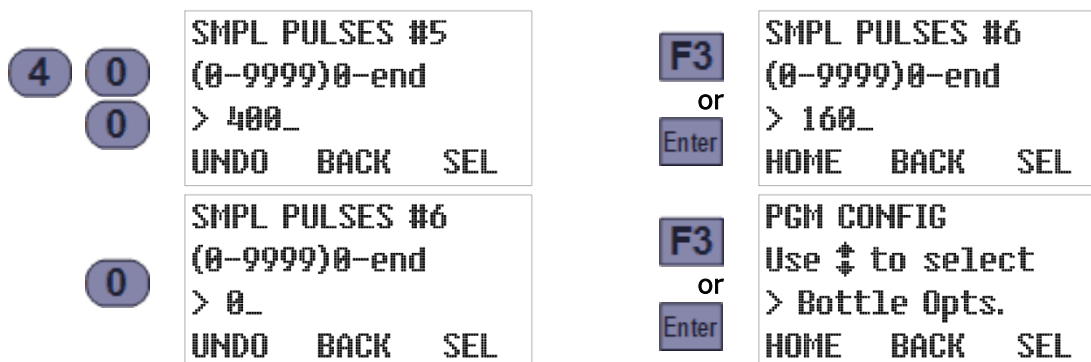 4 0
0
SMPL PULSES #5
(0-9999)0-end
> 400_
UNDO BACK SEL
F3
or
Enter
SMPL PULSES #6
(0-9999)0-end
> 160_
HOME BACK SEL
0
SMPL PULSES #6
(0-9999)0-end
> 0_
UNDO BACK SEL
F3
or
Enter
PGM CONFIG
Use ↕ to select
> Bottle Opts.
HOME BACK SEL